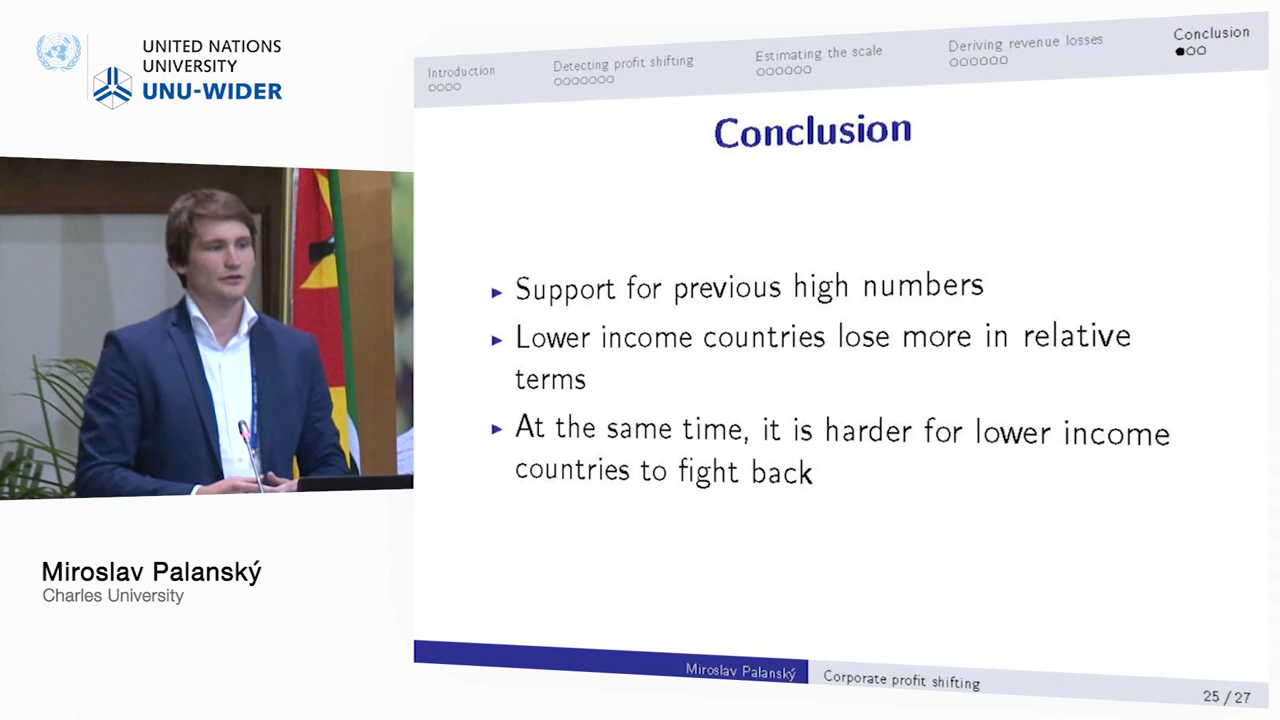 UNITED NATIONS
UNIVERSITY
UNU-WIDER
Introduction
Detecting profit shifting
Estimating the scale
Deriving revenue losses
Conclusion
Conclusion
Support for previous high numbers
Lower income countries lose more in relative
terms
At the same time, it is harder for lower income
countries to fight back
Miroslav Palanský
Charles University
Miroslav Palanský
Corporate profit shifting
25 / 27